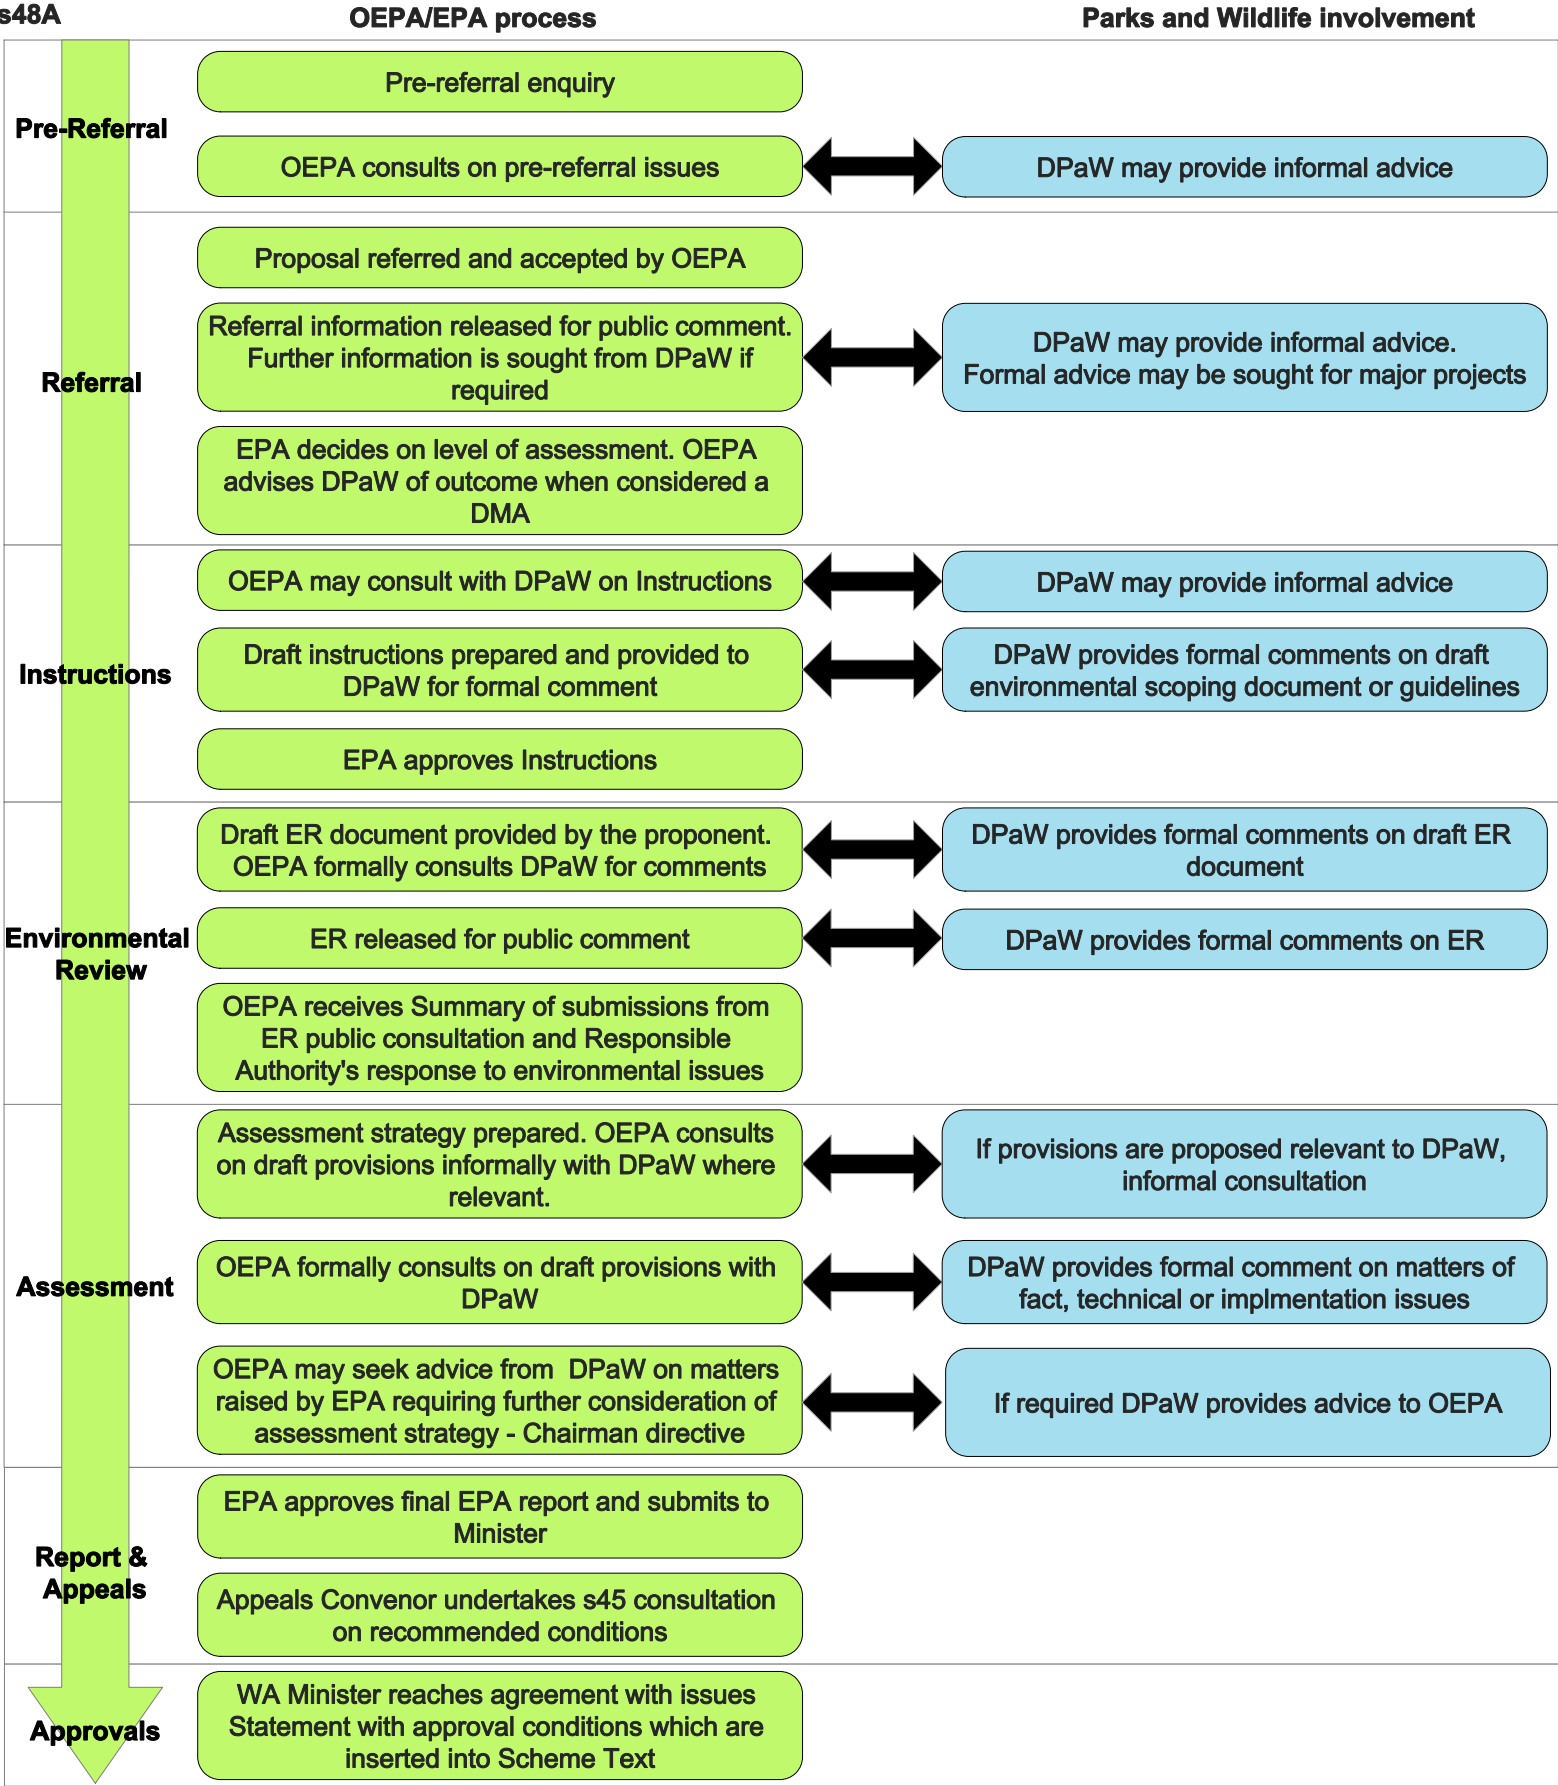 s48A
OEPA/EPA process
Parks and Wildlife involvement
Pre-Referral
Pre-referral enquiry
OEPA consults on pre-referral issues
DPaW may provide informal advice
Referral
Proposal referred and accepted by OEPA
Referral information released for public comment.
Further information is sought from DPaW if
required
DPaW may provide informal advice.
Formal advice may be sought for major projects
EPA decides on level of assessment. OEPA
advises DPaW of outcome when considered a
DMA
Instructions
OEPA may consult with DPaW on Instructions
DPaW may provide informal advice
Draft instructions prepared and provided to
DPaW for formal comment
DPaW provides formal comments on draft
environmental scoping document or guidelines
EPA approves Instructions
Environmental
Review
Draft ER document provided by the proponent.
OEPA formally consults DPaW for comments
DPaW provides formal comments on draft ER
document
ER released for public comment
DPaW provides formal comments on ER
OEPA receives Summary of submissions from
ER public consultation and Responsible
Authority's response to environmental issues
Assessment
Assessment strategy prepared. OEPA consults
on draft provisions informally with DPaW where
relevant.
If provisions are proposed relevant to DPaW,
informal consultation
OEPA formally consults on draft provisions with
DPaW
DPaW provides formal comment on matters of
fact, technical or implmentation issues
OEPA may seek advice from DPaW on matters
raised by EPA requiring further consideration of
assessment strategy - Chairman directive
If required DPaW provides advice to OEPA
Report &
Appeals
EPA approves final EPA report and submits to
Minister
Appeals Convenor undertakes s45 consultation
on recommended conditions
Approvals
WA Minister reaches agreement with issues
Statement with approval conditions which are
inserted into Scheme Text